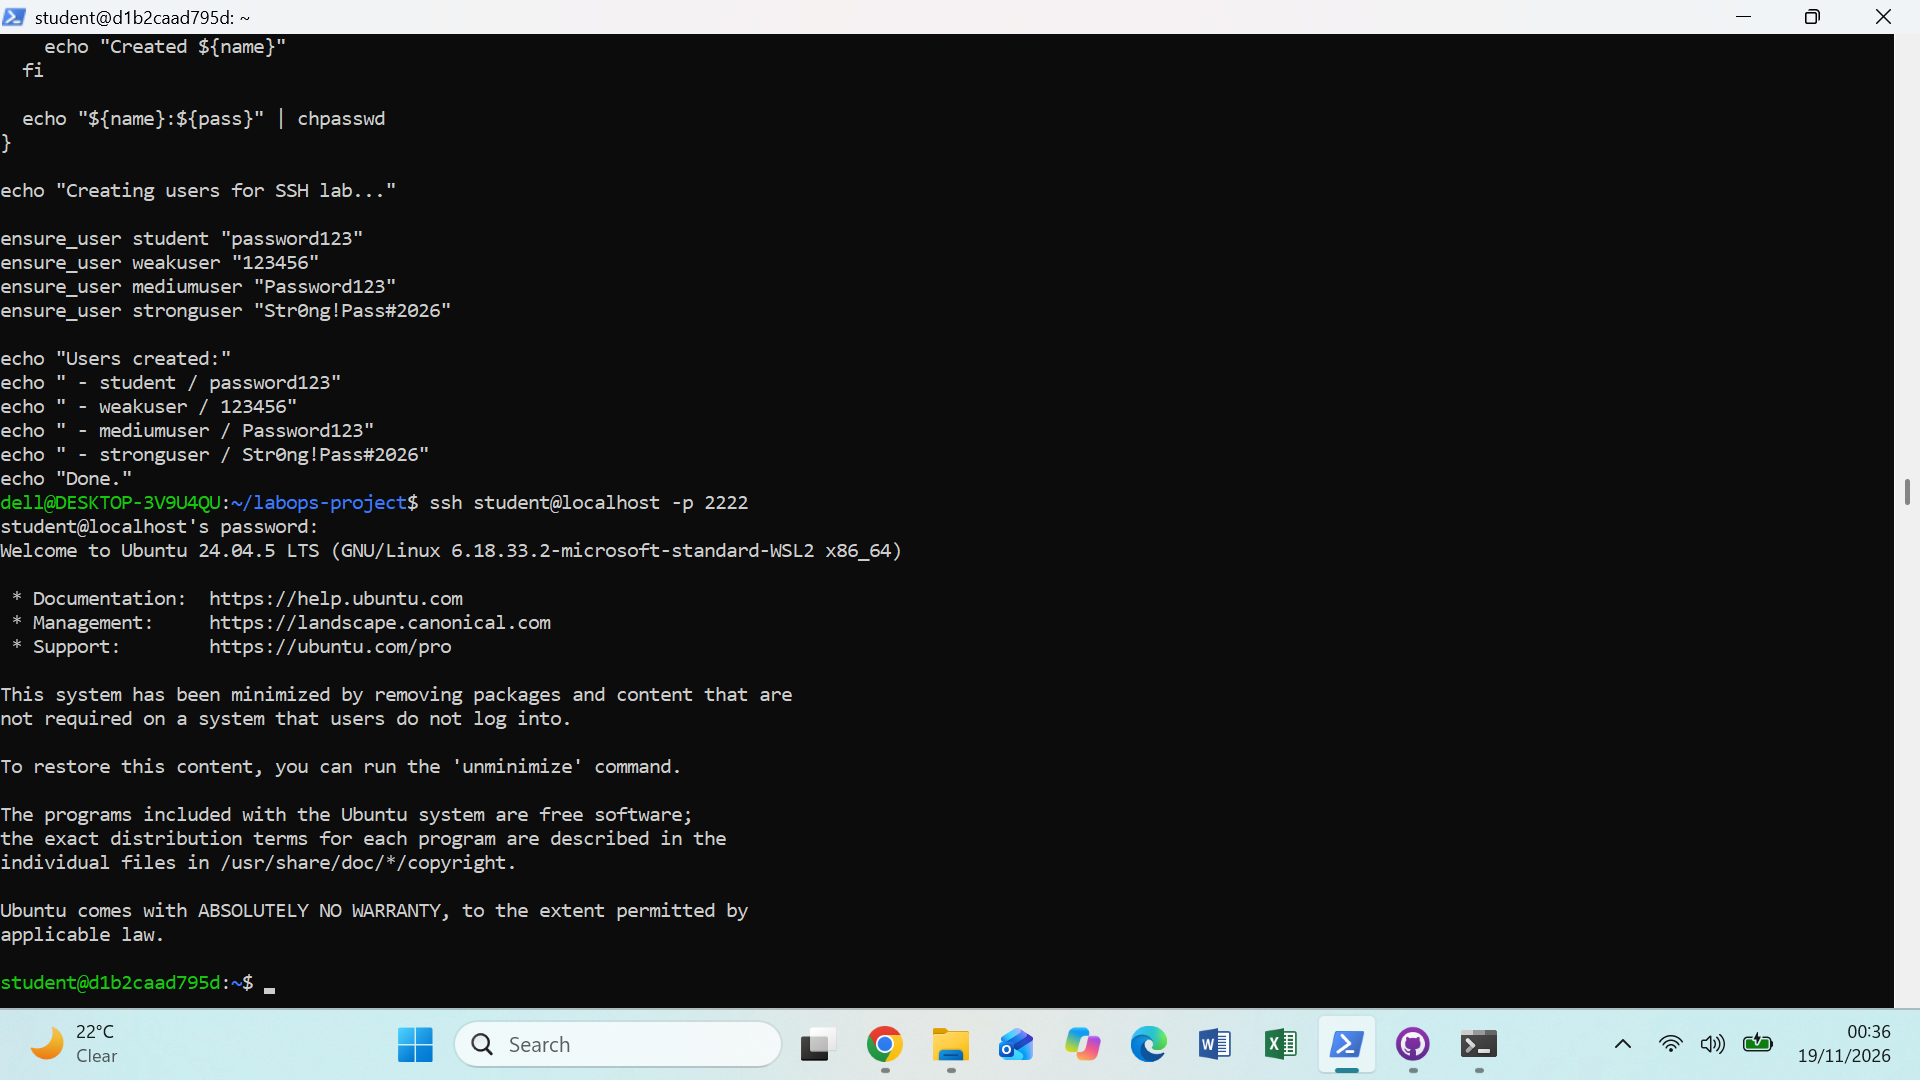 student@d1b2caad795d: ~
    echo "Created ${name}"
  fi
  echo "${name}:${pass}" | chpasswd
}
echo "Creating users for SSH lab..."
ensure_user student "password123"
ensure_user weakuser "123456"
ensure_user mediumuser "Password123"
ensure_user stronguser "Str0ng!Pass#2026"
echo "Users created:"
echo " - student / password123"
echo " - weakuser / 123456"
echo " - mediumuser / Password123"
echo " - stronguser / Str0ng!Pass#2026"
echo "Done."
dell@DESKTOP-3V9U4QU:~/labops-project$ ssh student@localhost -p 2222
student@localhost's password:
Welcome to Ubuntu 24.04.5 LTS (GNU/Linux 6.18.33.2-microsoft-standard-WSL2 x86_64)
 * Documentation:  https://help.ubuntu.com
 * Management:     https://landscape.canonical.com
 * Support:        https://ubuntu.com/pro
This system has been minimized by removing packages and content that are
not required on a system that users do not log into.
To restore this content, you can run the 'unminimize' command.
The programs included with the Ubuntu system are free software;
the exact distribution terms for each program are described in the
individual files in /usr/share/doc/*/copyright.
Ubuntu comes with ABSOLUTELY NO WARRANTY, to the extent permitted by
applicable law.
student@d1b2caad795d:~$
22°C
Clear
Search
00:36
19/11/2026